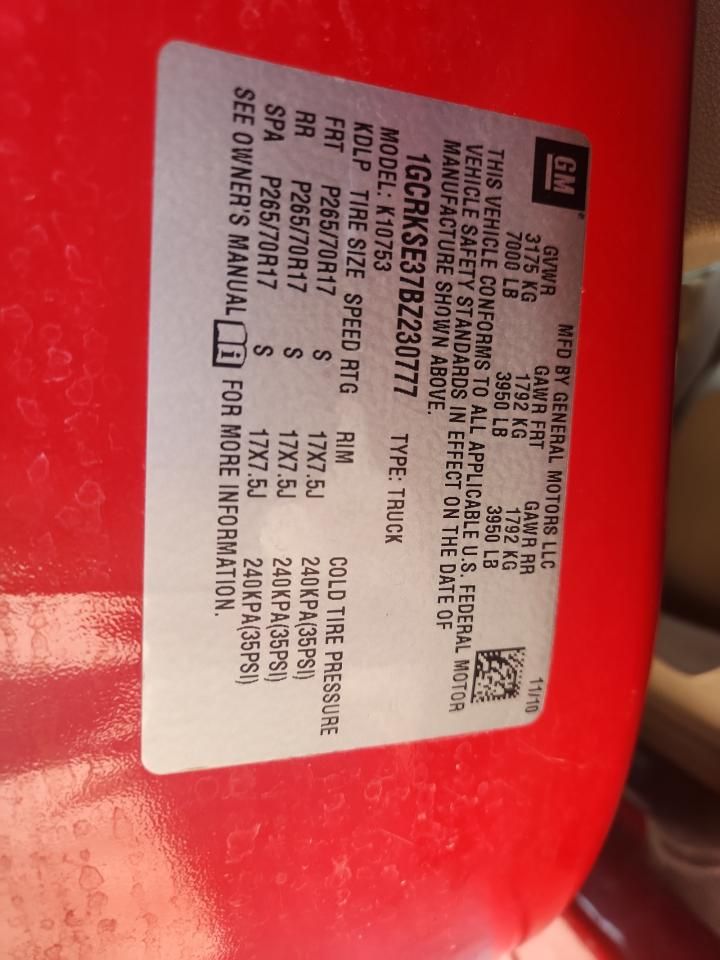 GM
MFD BY GENERAL MOTORS LLC 11/10
GVWR GAWR FRT GAWR RR
3175 KG 1792 KG 1792 KG
7000 LB 3950 LB 3950 LB
THIS VEHICLE CONFORMS TO ALL APPLICABLE U.S. FEDERAL MOTOR
VEHICLE SAFETY STANDARDS IN EFFECT ON THE DATE OF
MANUFACTURE SHOWN ABOVE.
1GCRKSE37BZ230777 TYPE: TRUCK
MODEL: K10753
KDLP TIRE SIZE SPEED RTG RIM COLD TIRE PRESSURE
FRT P265/70R17 S 17X7.5J 240KPA(35PSI)
RR P265/70R17 S 17X7.5J 240KPA(35PSI)
SPA P265/70R17 S 17X7.5J 240KPA(35PSI)
SEE OWNER'S MANUAL i FOR MORE INFORMATION.